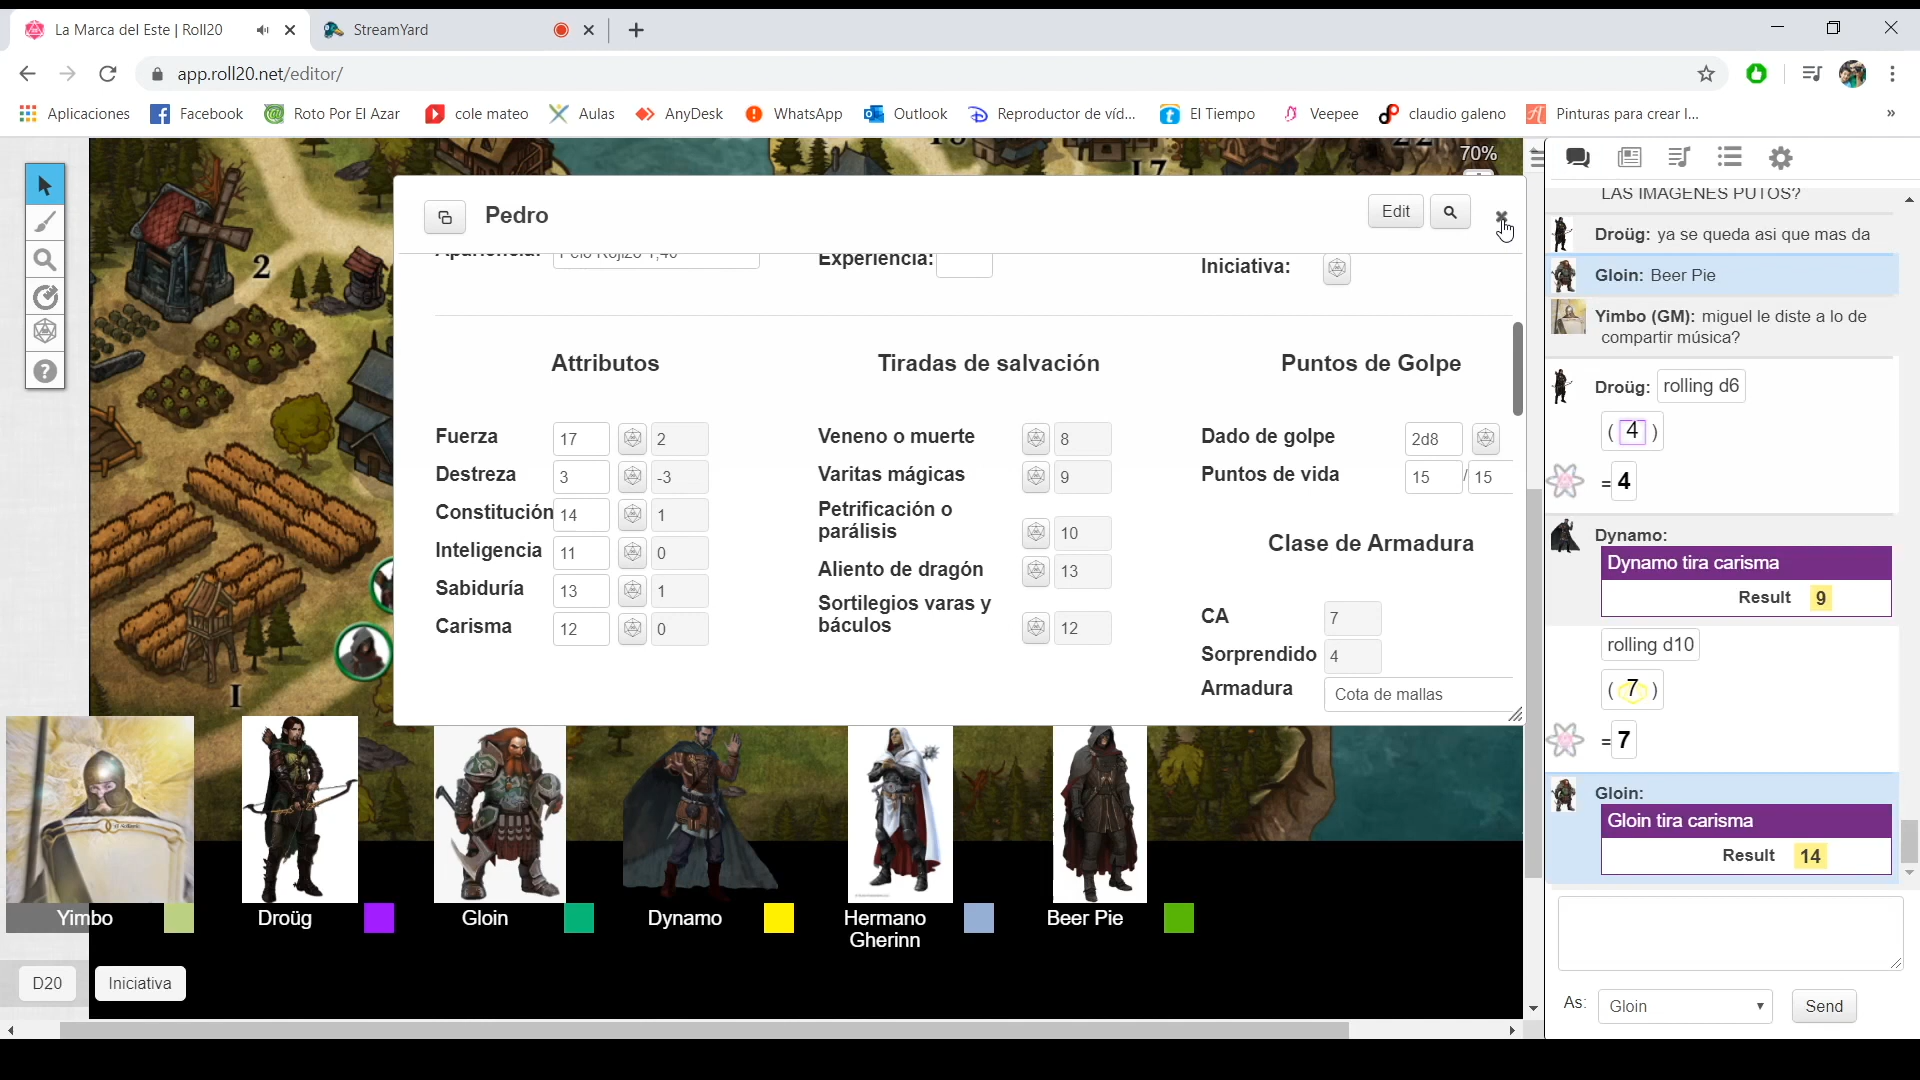 La Marca del Este | Roll20
StreamYard
app.roll20.net/editor/
Aplicaciones
Facebook
Roto Por El Azar
cole mateo
Aulas
AnyDesk
WhatsApp
Outlook
Reproductor de víd...
El Tiempo
Veepee
claudio galeno
Pinturas para crear l...
»
70%
17
2
I
Pedro
Edit
Experiencia:
Iniciativa:
Attributos
Tiradas de salvación
Puntos de Golpe
Fuerza 17 2
Destreza 3 -3
Constitución 14 1
Inteligencia 11 0
Sabiduría 13 1
Carisma 12 0
Veneno o muerte 8
Varitas mágicas 9
Petrificación o
parálisis 10
Aliento de dragón 13
Sortilegios varas y
báculos 12
Dado de golpe 2d8
Puntos de vida 15 / 15
Clase de Armadura
CA 7
Sorprendido 4
Armadura Cota de mallas
Yimbo
Droüg
Gloin
Dynamo
Hermano
Gherinn
Beer Pie
D20
Iniciativa
LAS IMAGENES PUTOS?
Droüg: ya se queda asi que mas da
Gloin: Beer Pie
Yimbo (GM): miguel le diste a lo de
compartir música?
Droüg: rolling d6
( 4 )
= 4
Dynamo:
Dynamo tira carisma
Result 9
rolling d10
( 7 )
= 7
Gloin:
Gloin tira carisma
Result 14
As: Gloin
Send